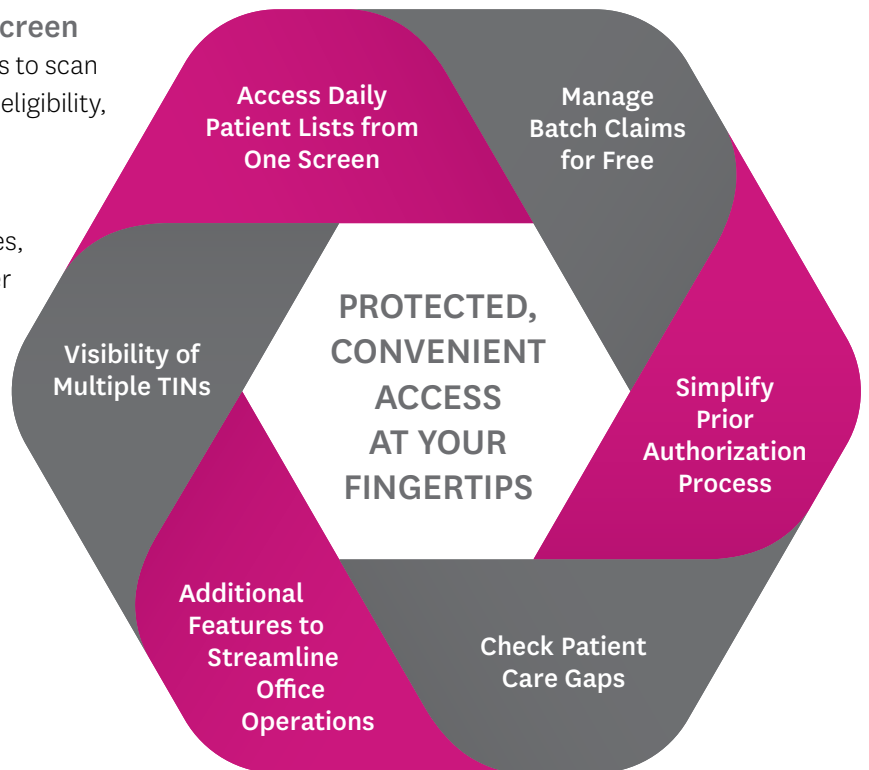 creen
s to scan
eligibility,
es,
er
Access Daily
Patient Lists from
One Screen
Manage
Batch Claims
for Free
Visibility of
Multiple TINs
PROTECTED,
CONVENIENT
ACCESS
AT YOUR
FINGERTIPS
Simplify
Prior
Authorization
Process
Additional
Features to
Streamline
Office
Operations
Check Patient
Care Gaps